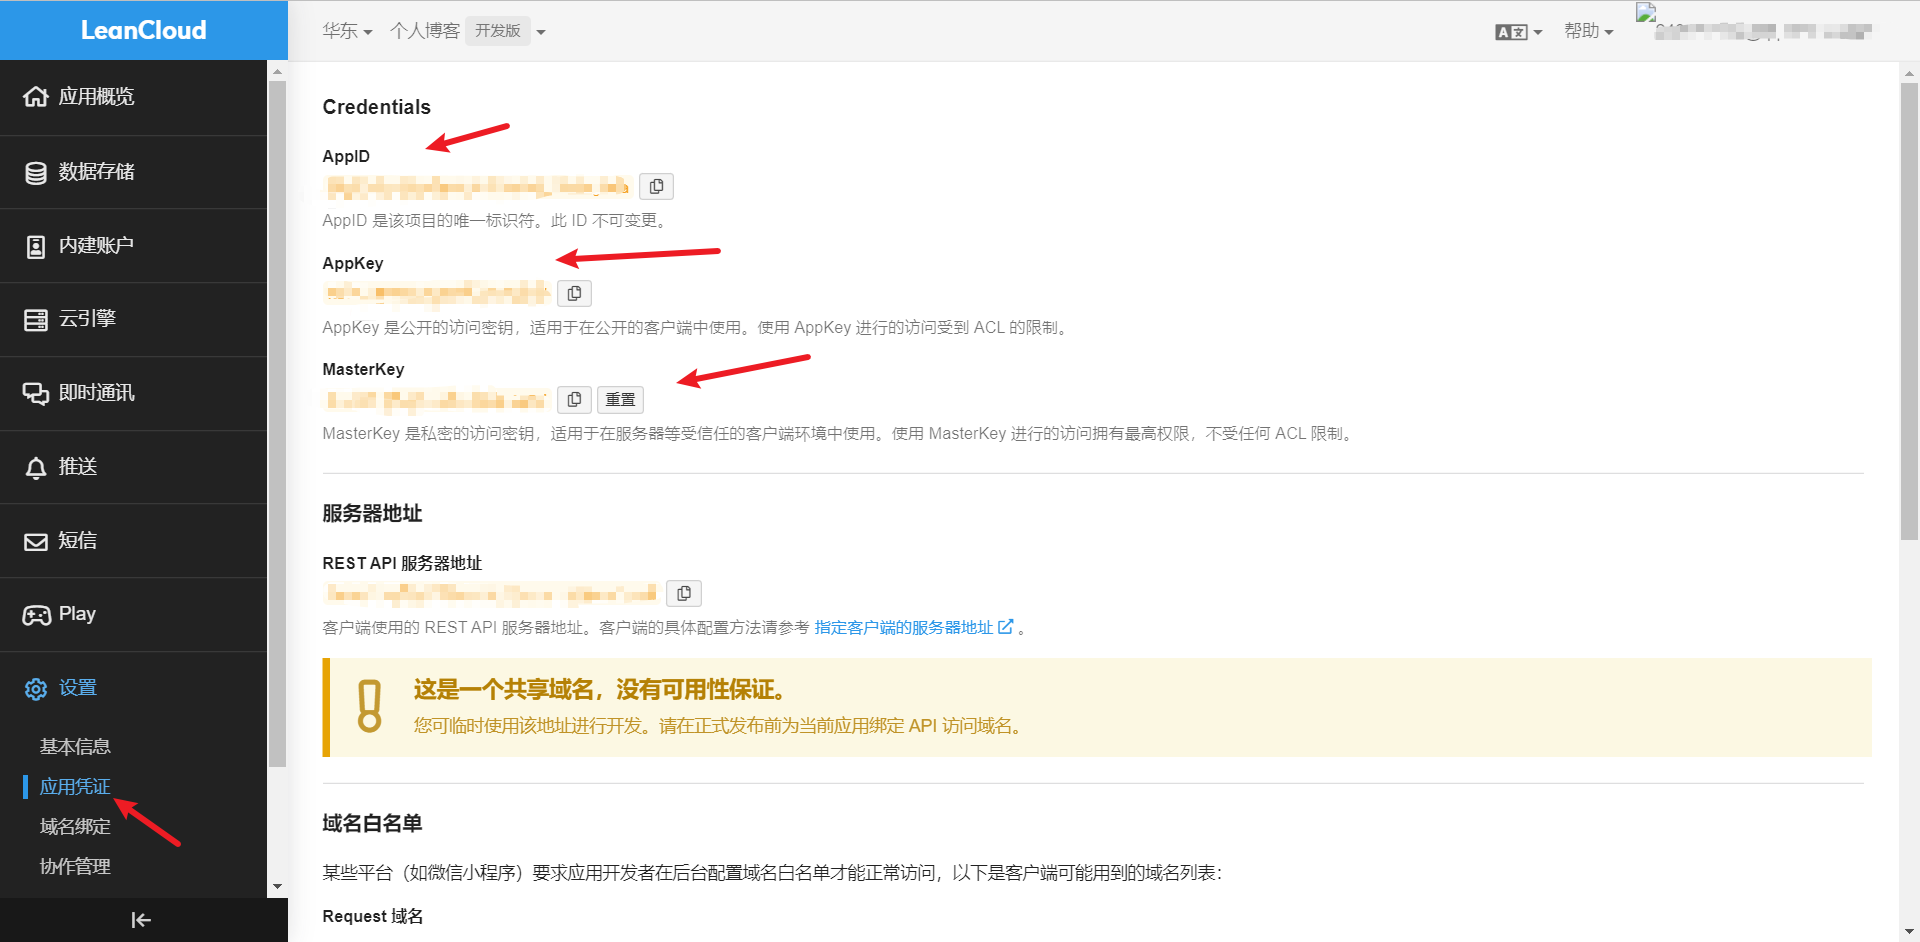 LeanCloud
华东
个人博客
开发版
帮助
应用概览
数据存储
内建账户
云引擎
即时通讯
推送
短信
Play
设置
基本信息
应用凭证
域名绑定
协作管理
Credentials
AppID
AppID 是该项目的唯一标识符。此 ID 不可变更。
AppKey
AppKey 是公开的访问密钥，适用于在公开的客户端中使用。使用 AppKey 进行的访问受到 ACL 的限制。
MasterKey
重置
MasterKey 是私密的访问密钥，适用于在服务器等受信任的客户端环境中使用。使用 MasterKey 进行的访问拥有最高权限，不受任何 ACL 限制。
服务器地址
REST API 服务器地址
客户端使用的 REST API 服务器地址。客户端的具体配置方法请参考 指定客户端的服务器地址 。
这是一个共享域名，没有可用性保证。
您可临时使用该地址进行开发。请在正式发布前为当前应用绑定 API 访问域名。
域名白名单
某些平台（如微信小程序）要求应用开发者在后台配置域名白名单才能正常访问，以下是客户端可能用到的域名列表：
Request 域名